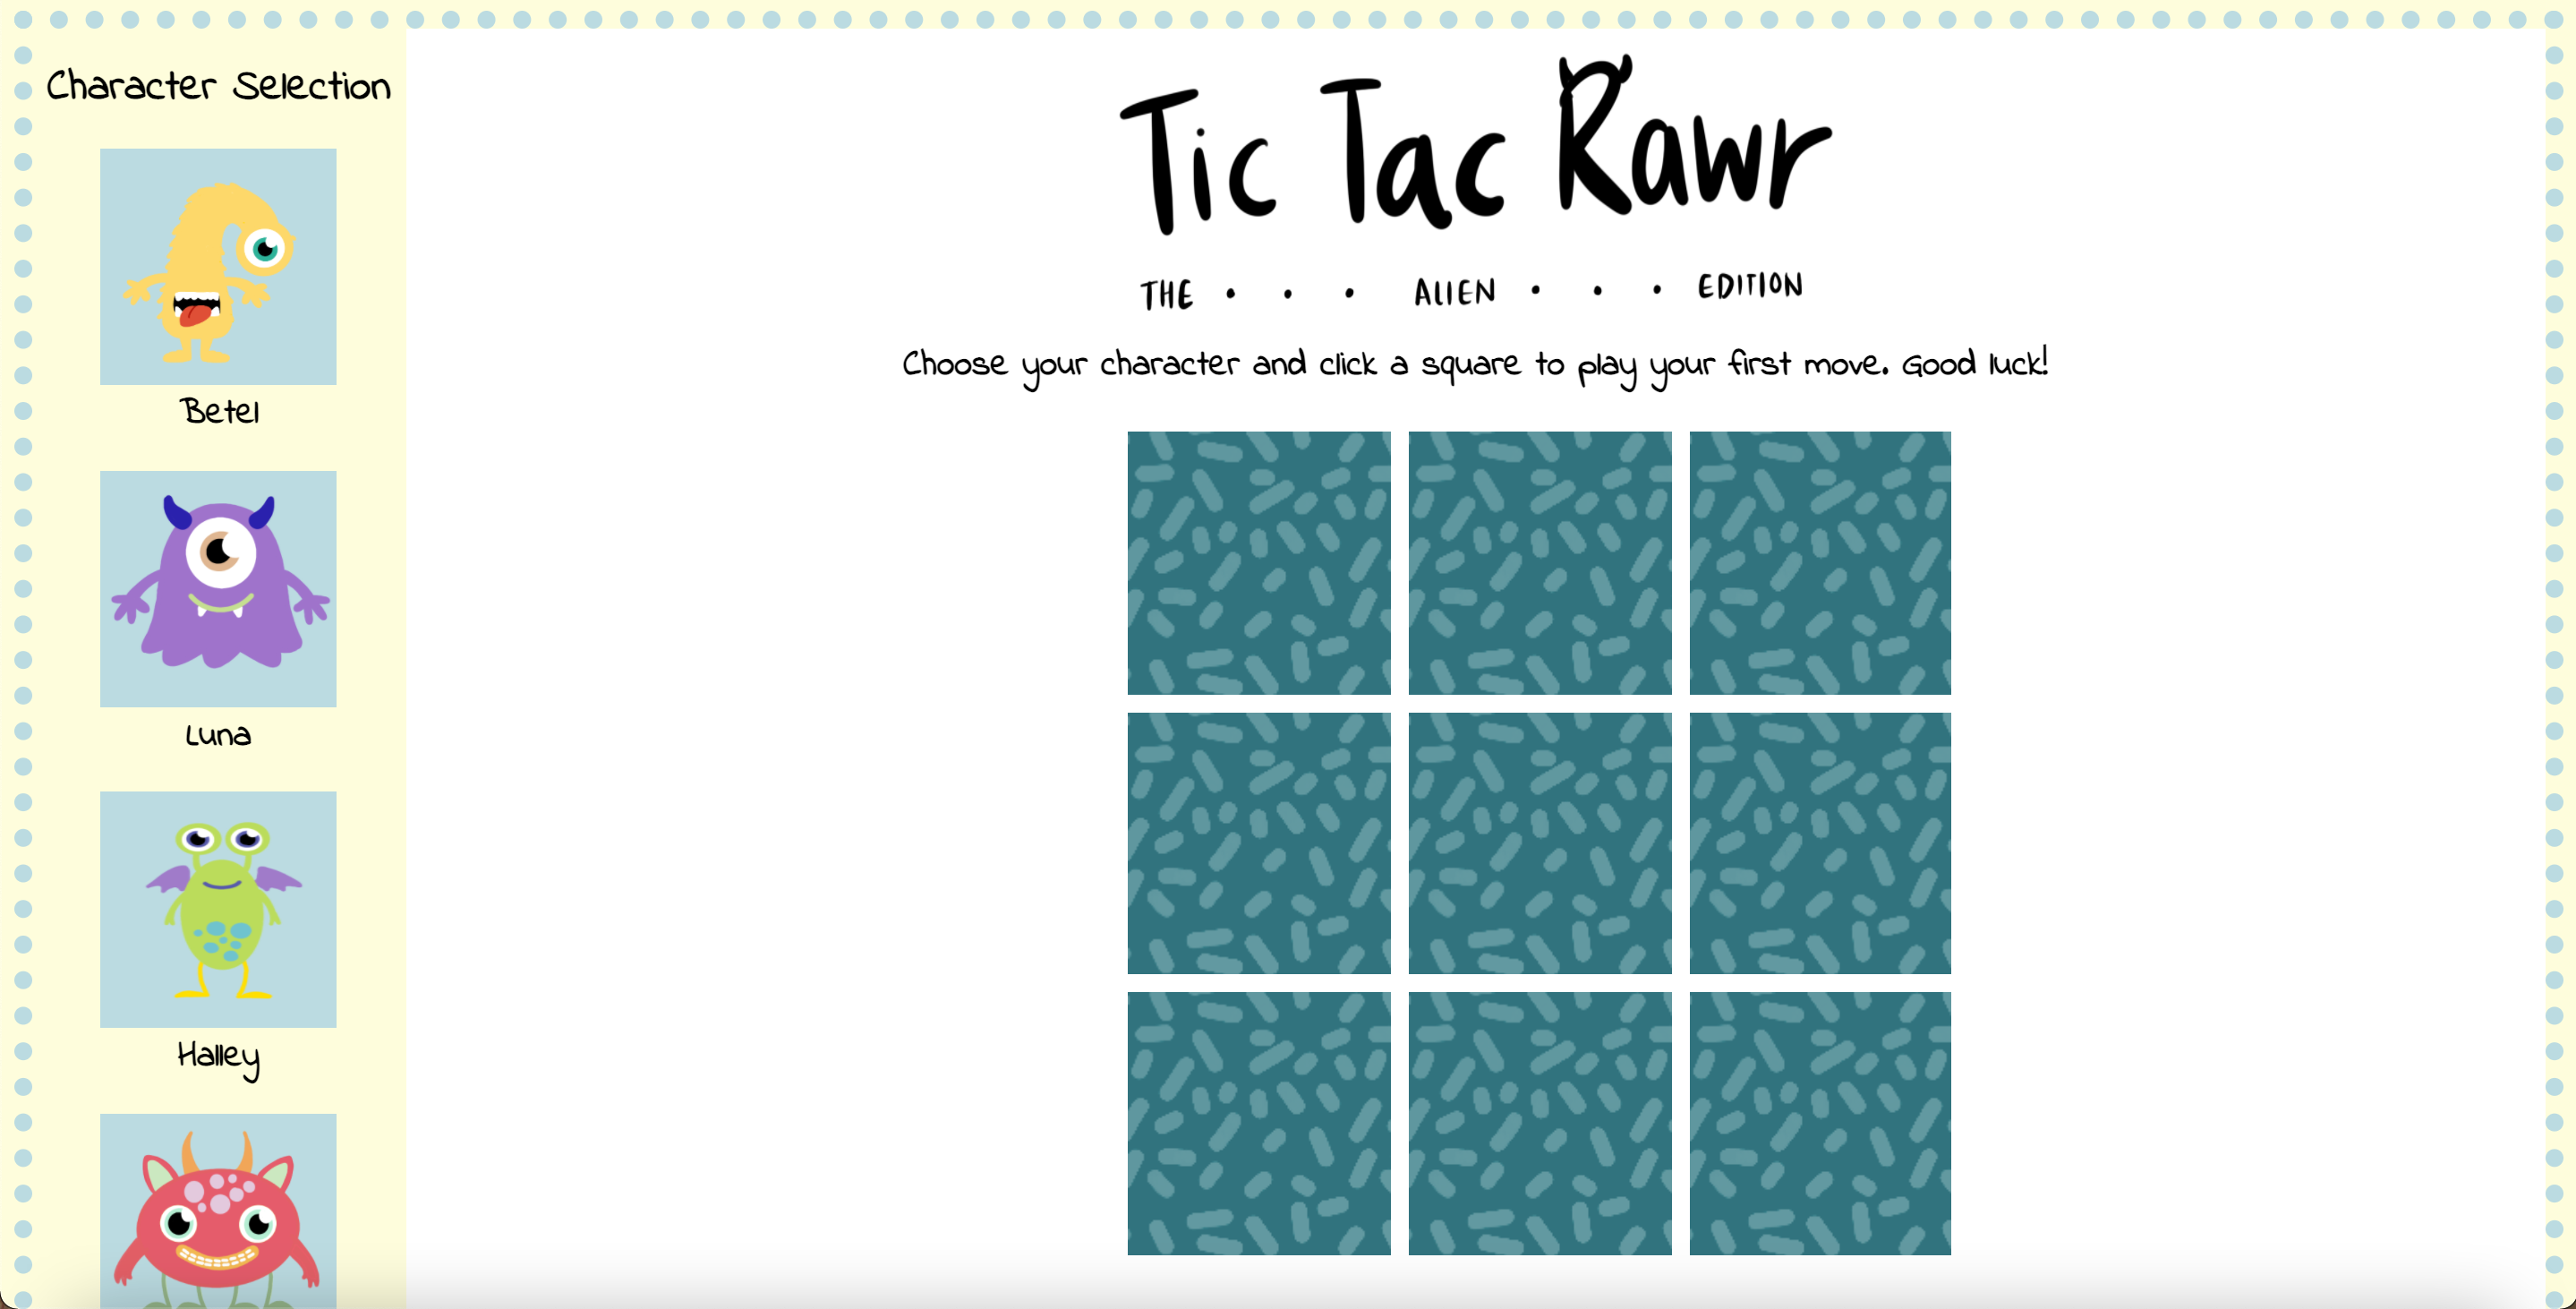 Character Selection
Betel
Luna
Halley
Tic Tac Rawr
THE . . . ALIEN . . . EDITION
Choose your character and click a square to play your first move. Good luck!